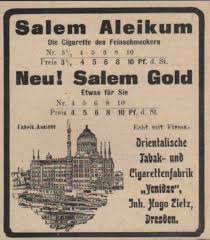 Salem Aleikum
Die Cigarette des Feinschmeckers
Nr. 3½ 4 5 6 8 10
Preis 3½ 4 5 6 8 10 Pf. d. St.
Neu! Salem Gold
Etwas für Sie
Nr. 4 5 6 8 10
Preis 4 5 6 8 10 Pf. d. St.
Fabrik Ansicht
Echt mit Firma:
Orientalische
Tabak- und
Cigarettenfabrik
„Yenidze",
Inh. Hugo Zietz,
Dresden.